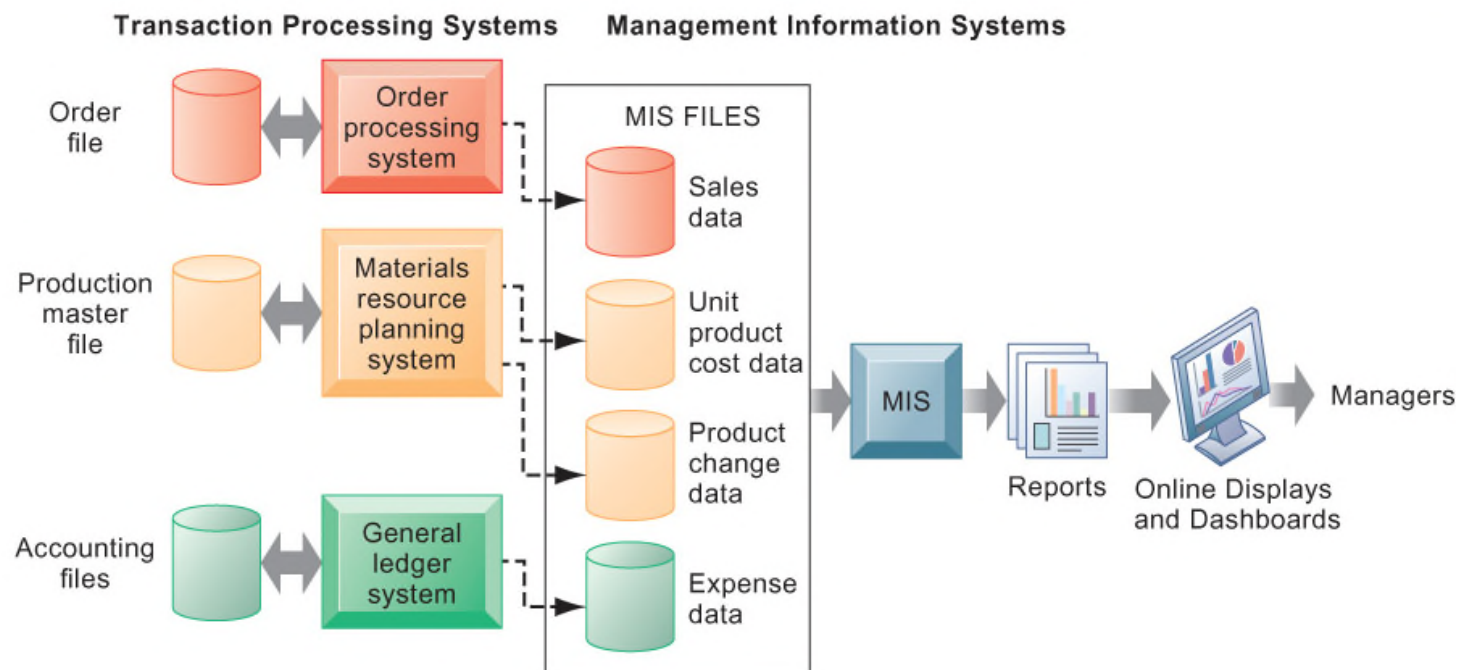 Transaction Processing Systems
Management Information Systems
Order
file
Order
processing
system
MIS FILES
Sales
data
Production
master
file
Materials
resource
planning
system
Unit
product
cost data
Product
change
data
MIS
Reports
Online Displays
and Dashboards
Managers
Accounting
files
General
ledger
system
Expense
data